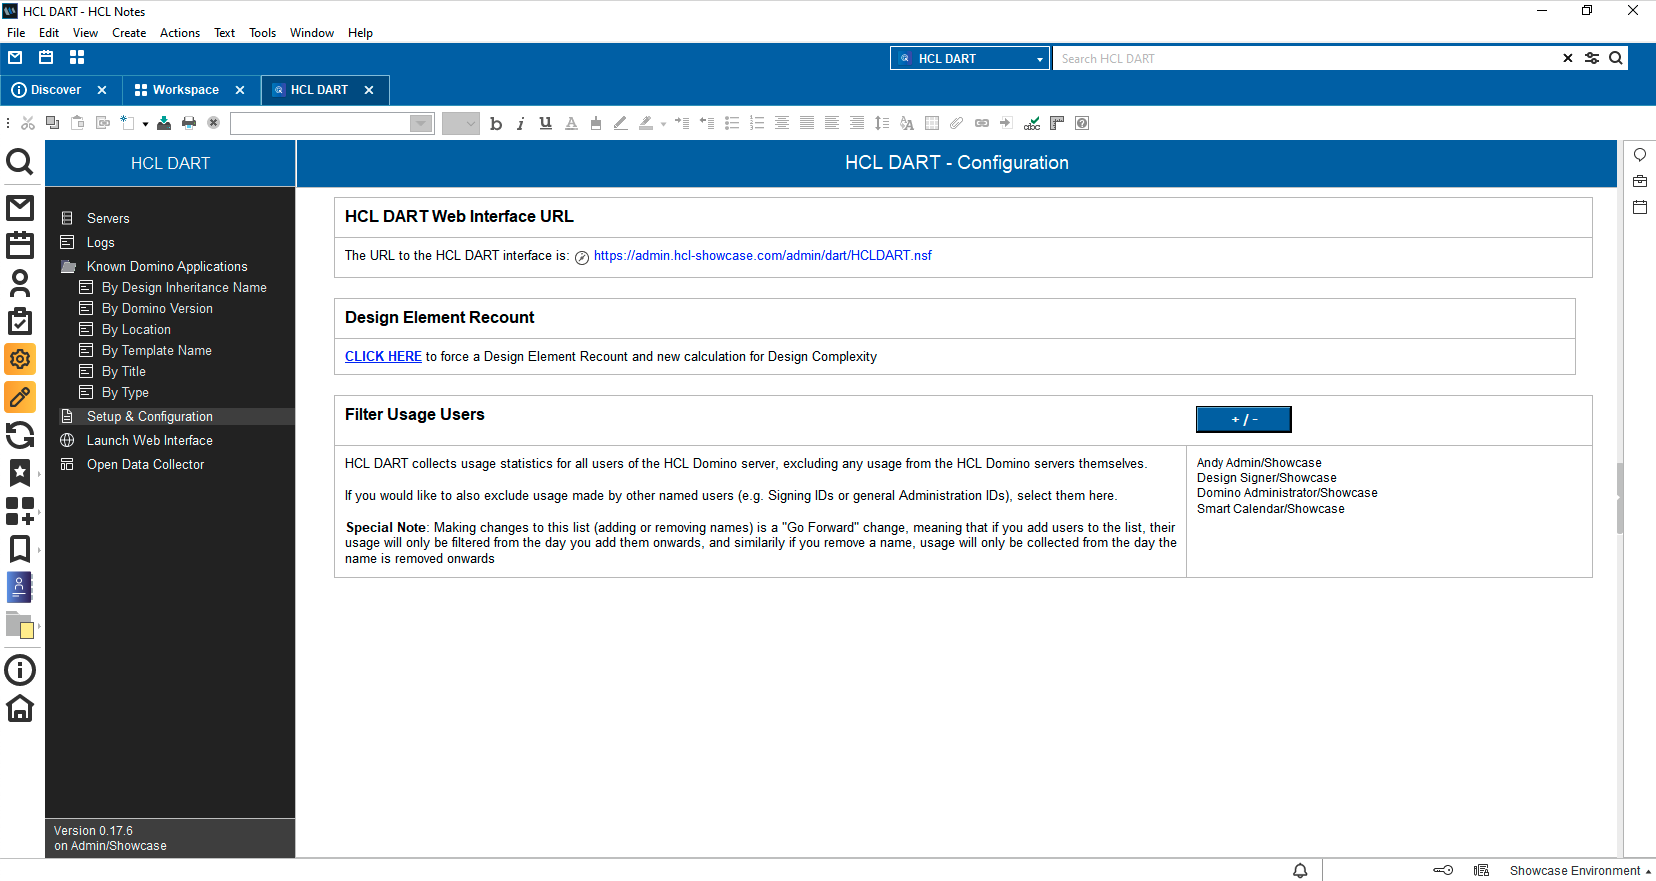 HCL DART - HCL Notes
File Edit View Create Actions Text Tools Window Help
HCL DART
Search HCL DART
Discover
Workspace
HCL DART
HCL DART
HCL DART - Configuration
Servers
Logs
Known Domino Applications
By Design Inheritance Name
By Domino Version
By Location
By Template Name
By Title
By Type
Setup & Configuration
Launch Web Interface
Open Data Collector
Version 0.17.6
on Admin/Showcase
HCL DART Web Interface URL
The URL to the HCL DART interface is: https://admin.hcl-showcase.com/admin/dart/HCLDART.nsf
Design Element Recount
CLICK HERE to force a Design Element Recount and new calculation for Design Complexity
Filter Usage Users
+ / -
HCL DART collects usage statistics for all users of the HCL Domino server, excluding any usage from the HCL Domino servers themselves.
If you would like to also exclude usage made by other named users (e.g. Signing IDs or general Administration IDs), select them here.
Special Note: Making changes to this list (adding or removing names) is a "Go Forward" change, meaning that if you add users to the list, their
usage will only be filtered from the day you add them onwards, and similarily if you remove a name, usage will only be collected from the day the
name is removed onwards
Andy Admin/Showcase
Design Signer/Showcase
Domino Administrator/Showcase
Smart Calendar/Showcase
Showcase Environment